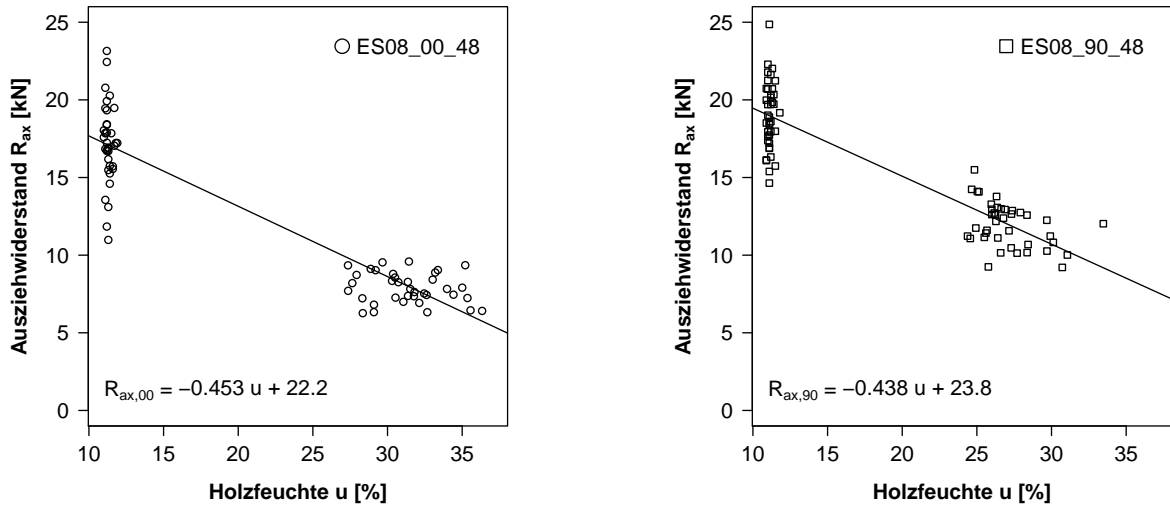 25
20
15
10
5
0
Ausziehwiderstand R_ax [kN]
ES08_00_48
R_ax,00 = −0.453 u + 22.2
10 15 20 25 30 35
Holzfeuchte u [%]
25
20
15
10
5
0
Ausziehwiderstand R_ax [kN]
ES08_90_48
R_ax,90 = −0.438 u + 23.8
10 15 20 25 30 35
Holzfeuchte u [%]